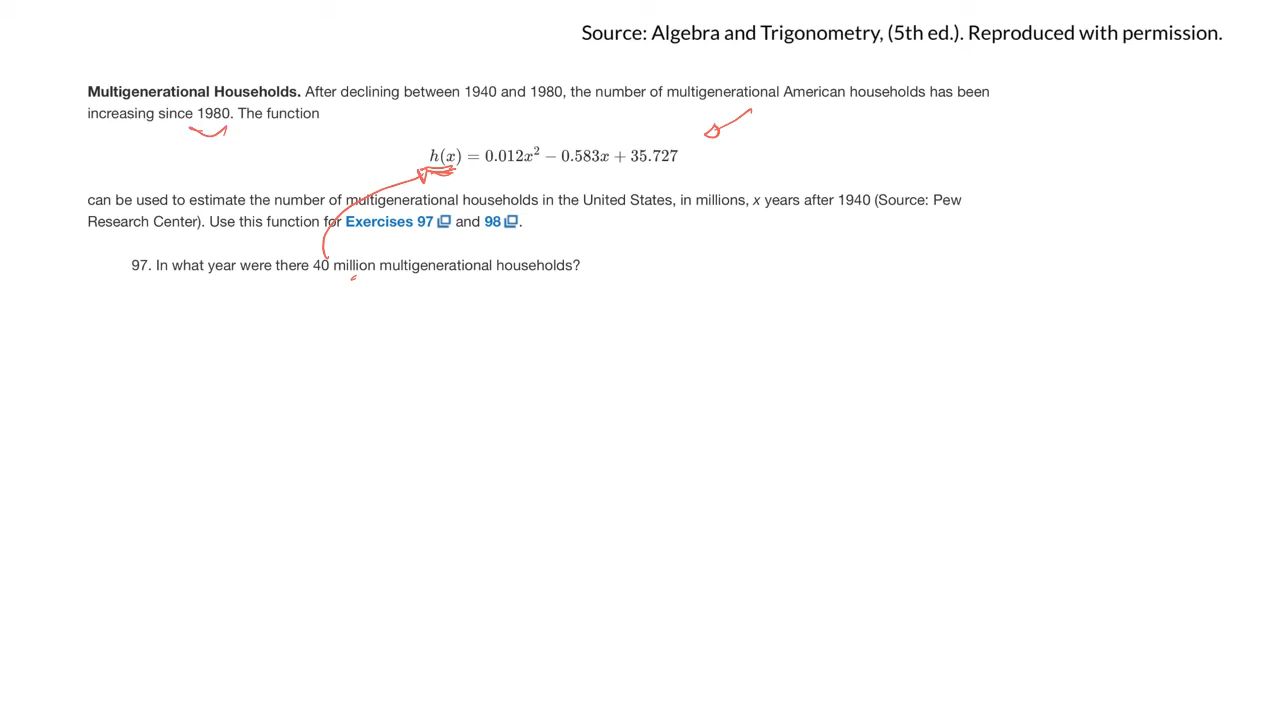 Source: Algebra and Trigonometry, (5th ed.). Reproduced with permission.
Multigenerational Households. After declining between 1940 and 1980, the number of multigenerational American households has been
increasing since 1980. The function
h(x) = 0.012x² − 0.583x + 35.727
can be used to estimate the number of multigenerational households in the United States, in millions, x years after 1940 (Source: Pew
Research Center). Use this function for Exercises 97 and 98.
97. In what year were there 40 million multigenerational households?